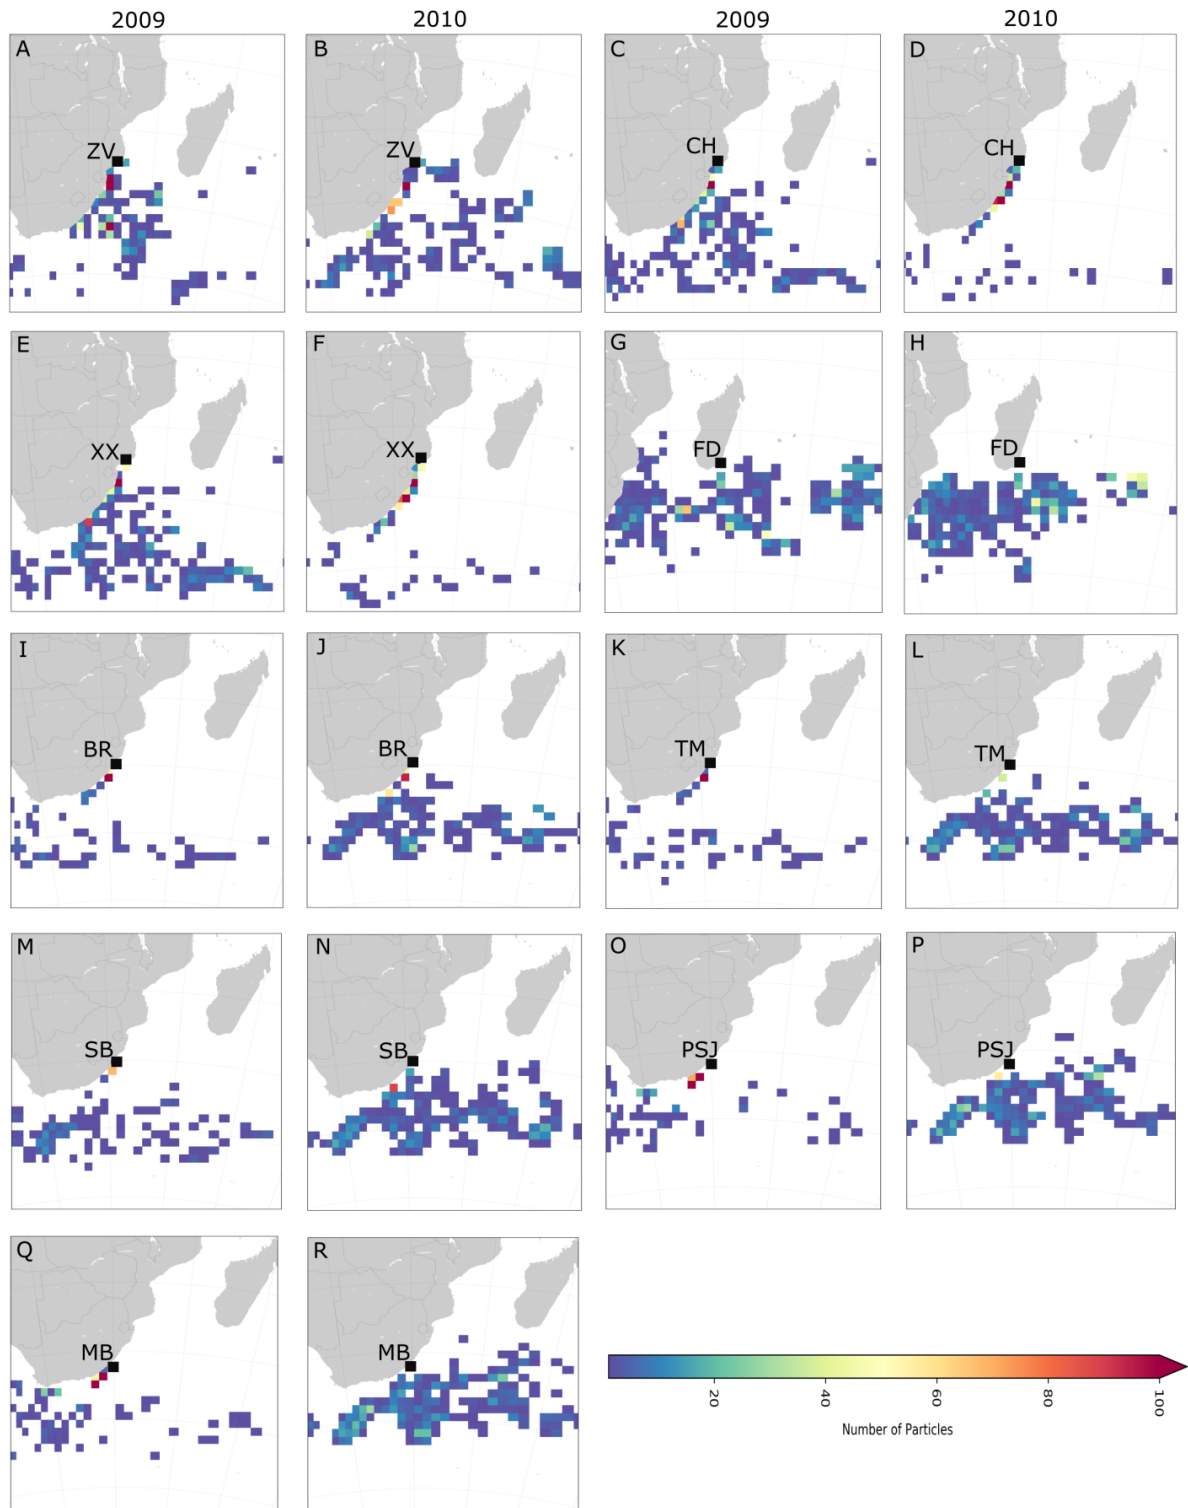 2009 2010 2009 2010
A B C D
ZV ZV CH CH
E F G H
XX XX FD FD
I J K L
BR BR TM TM
M N O P
SB SB PSJ PSJ
Q R
MB MB
20 40 60 80 100
Number of Particles